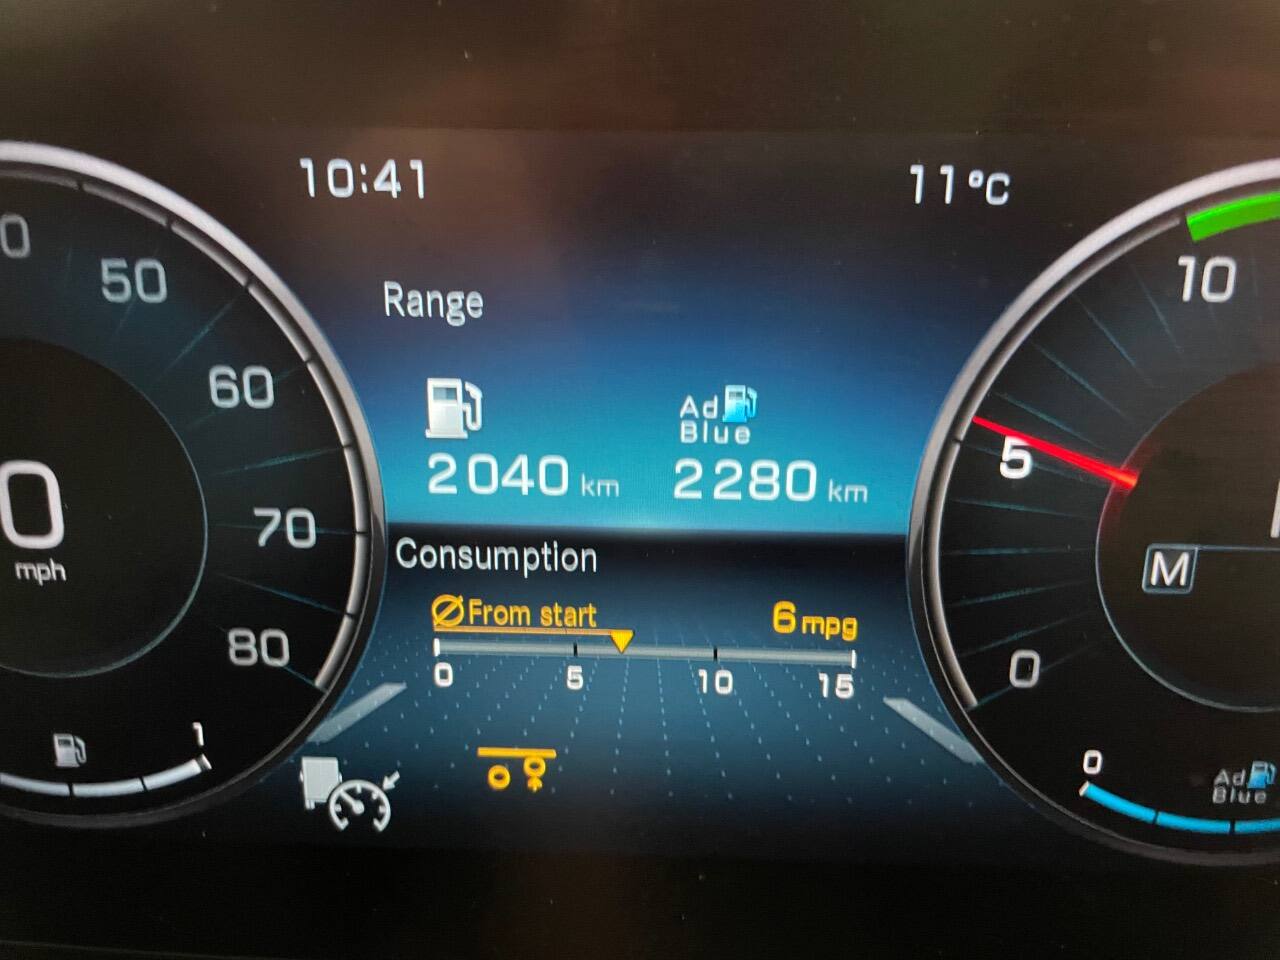 10:41
11°C
Range
Ad
Blue
2040 km
2280 km
Consumption
Ø From start
6 mpg
0 5 10 15
0
50
60
70
80
0
mph
1
10
5
0
M
0
Ad
Blue